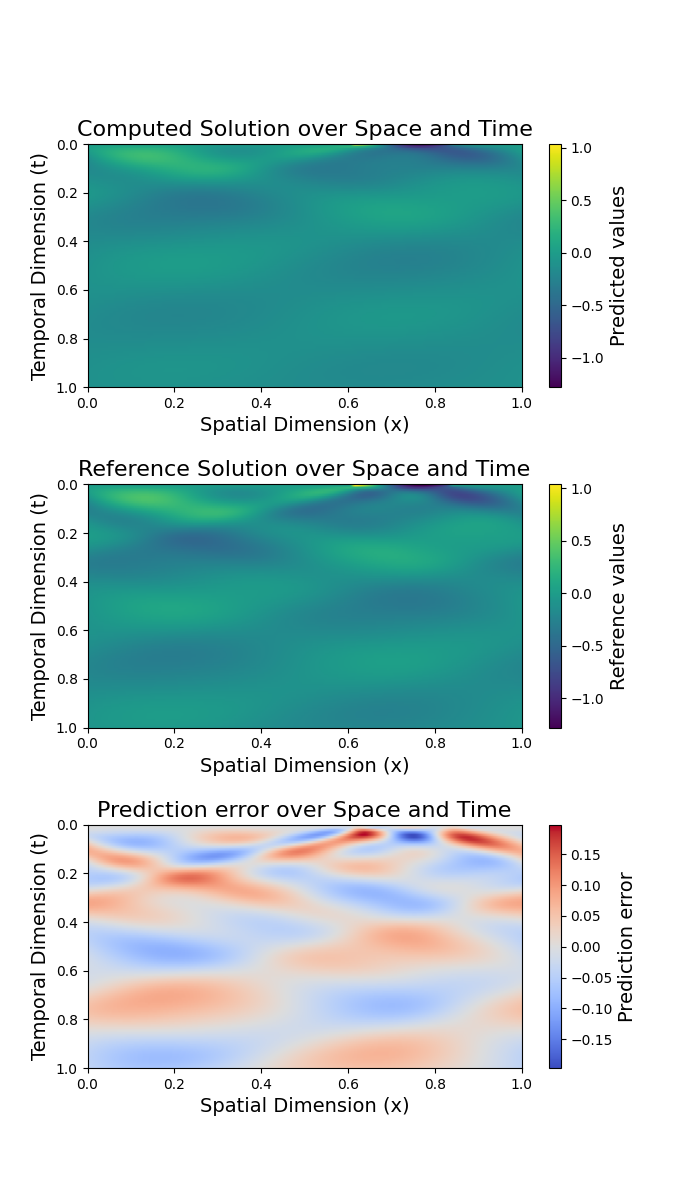 Computed Solution over Space and Time
Temporal Dimension (t)
0.0
0.2
0.4
0.6
0.8
1.0
0.0 0.2 0.4 0.6 0.8 1.0
Spatial Dimension (x)
1.0
0.5
0.0
−0.5
−1.0
Predicted values
Reference Solution over Space and Time
Temporal Dimension (t)
0.0
0.2
0.4
0.6
0.8
1.0
0.0 0.2 0.4 0.6 0.8 1.0
Spatial Dimension (x)
1.0
0.5
0.0
−0.5
−1.0
Reference values
Prediction error over Space and Time
Temporal Dimension (t)
0.0
0.2
0.4
0.6
0.8
1.0
0.0 0.2 0.4 0.6 0.8 1.0
Spatial Dimension (x)
0.15
0.10
0.05
0.00
−0.05
−0.10
−0.15
Prediction error